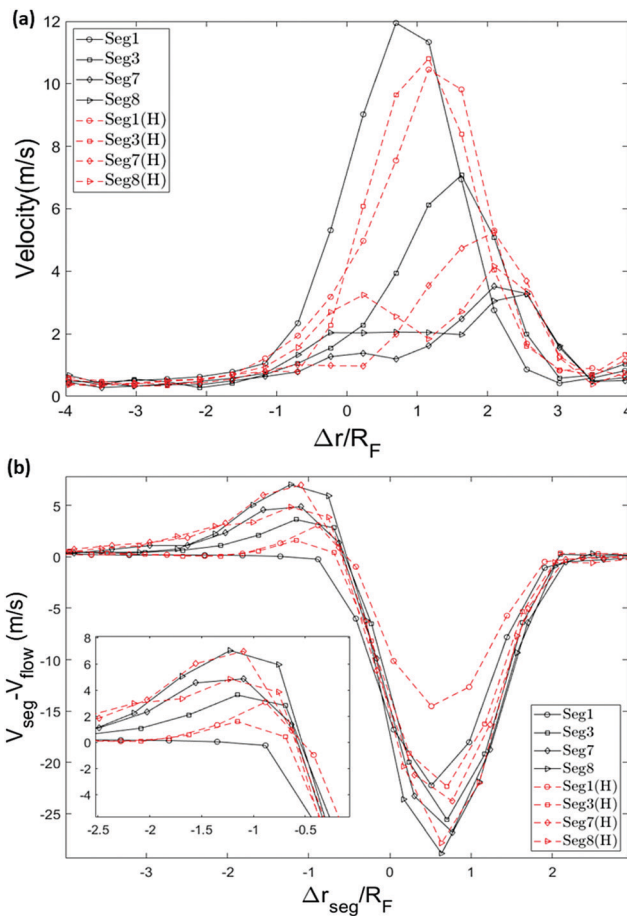 (a)
12
10
8
6
4
2
0
Velocity(m/s)
Seg1
Seg3
Seg7
Seg8
Seg1(H)
Seg3(H)
Seg7(H)
Seg8(H)
-4 -3 -2 -1 0 1 2 3 4
Δr/R_F
(b)
5
0
-5
-10
-15
-20
-25
V_seg-V_flow (m/s)
8
6
4
2
0
-2
-4
-2.5 -2 -1.5 -1 -0.5
Seg1
Seg3
Seg7
Seg8
Seg1(H)
Seg3(H)
Seg7(H)
Seg8(H)
-3 -2 -1 0 1 2
Δr_seg/R_F